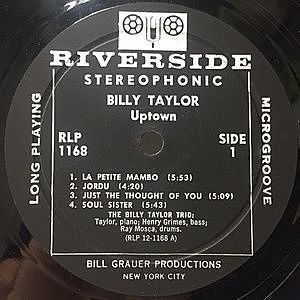 RIVERSIDE
STEREOPHONIC
BILLY TAYLOR
Uptown
LONG PLAYING
MICROGROOVE
RLP
1168
SIDE
1
1. LA PETITE MAMBO (5:53)
2. JORDU (4:20)
3. JUST THE THOUGHT OF YOU (5:09)
4. SOUL SISTER (5:43)
THE BILLY TAYLOR TRIO:
Taylor, piano; Henry Grimes, bass;
Ray Mosca, drums.
(RLP 12-1168 A)
BILL GRAUER PRODUCTIONS
NEW YORK CITY